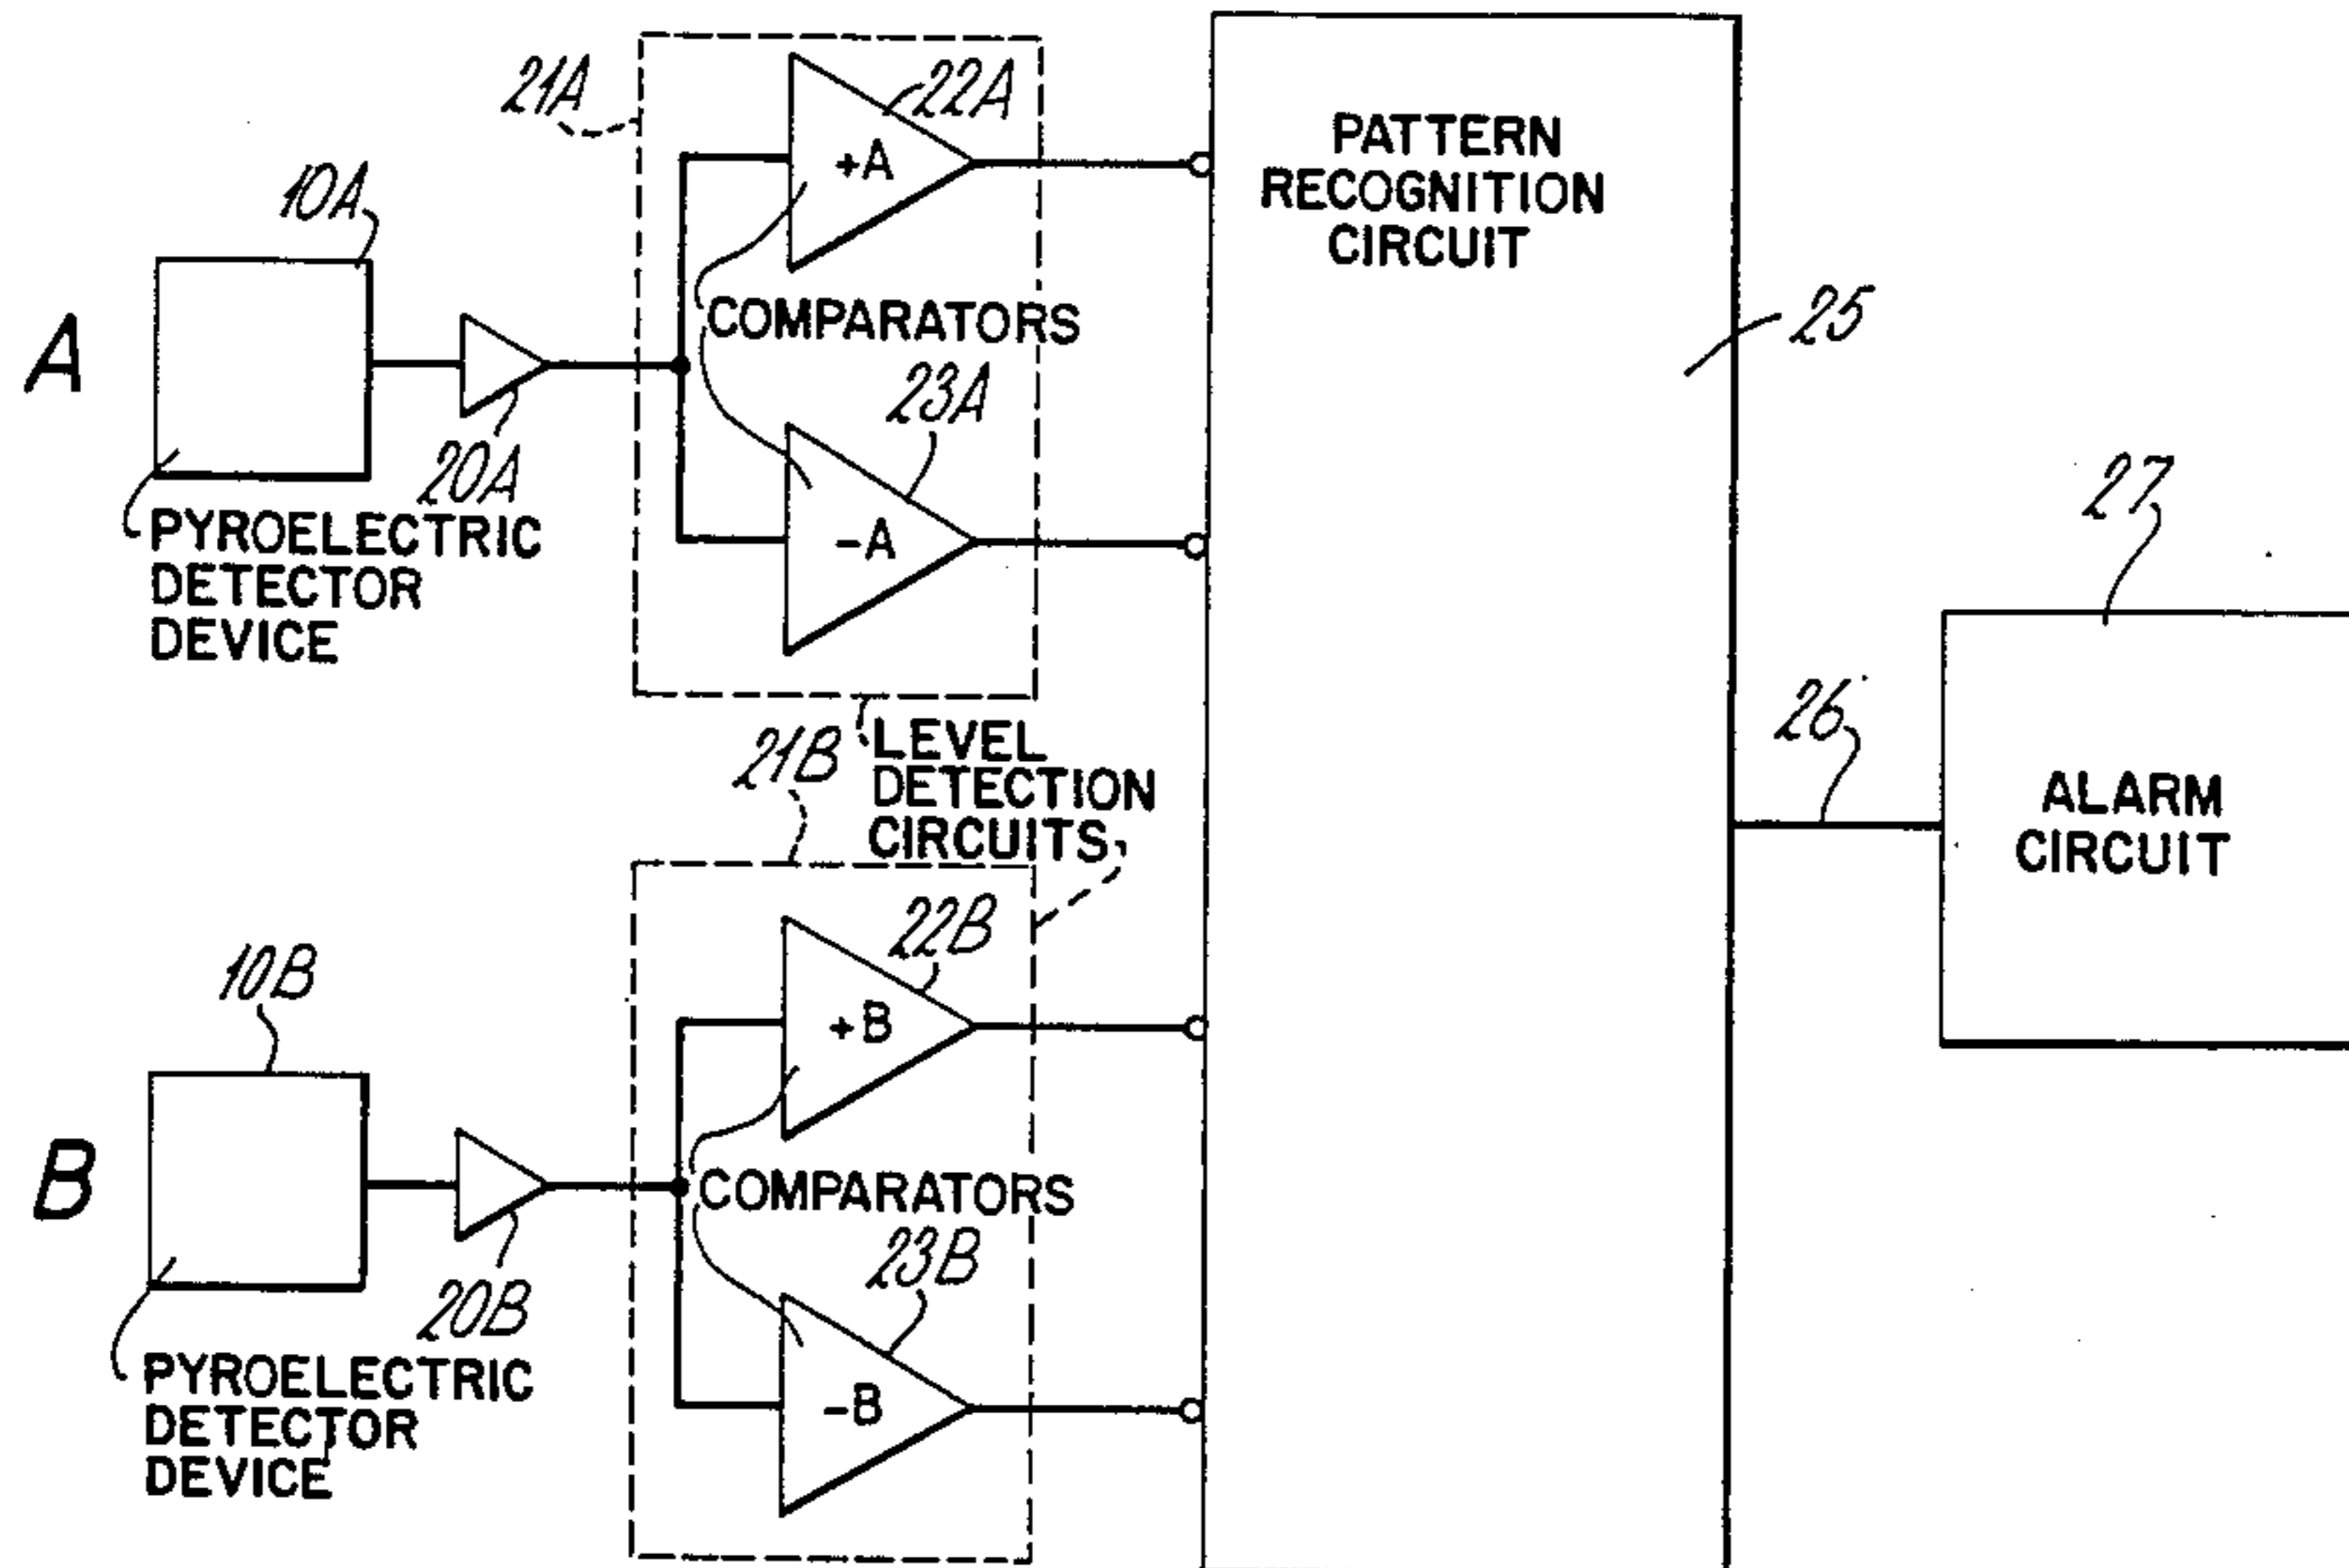 21A
22A
+A
PATTERN
RECOGNITION
CIRCUIT
10A
25
COMPARATORS
A
23A
20A
-A
27
PYROELECTRIC
DETECTOR
DEVICE
26
21B
LEVEL
DETECTION
CIRCUITS
ALARM
CIRCUIT
22B
10B
+B
B
COMPARATORS
23B
20B
-B
PYROELECTRIC
DETECTOR
DEVICE